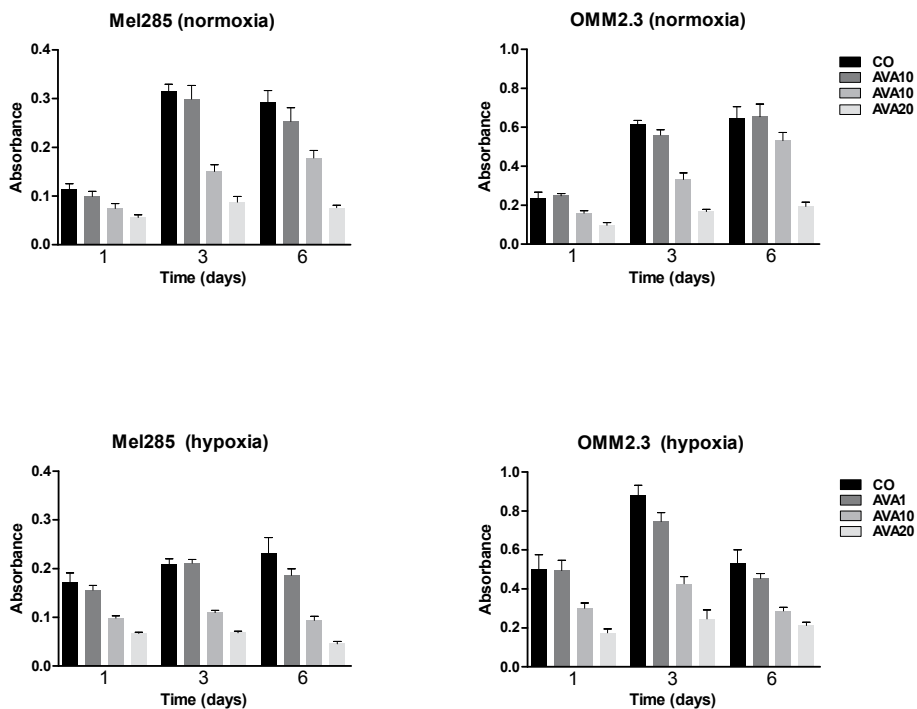 Mel285 (normoxia)
0.4
0.3
0.2
0.1
0.0
Absorbance
1 3 6
Time (days)
OMM2.3 (normoxia)
1.0
0.8
0.6
0.4
0.2
0.0
Absorbance
1 3 6
Time (days)
CO
AVA10
AVA10
AVA20
Mel285 (hypoxia)
0.4
0.3
0.2
0.1
0.0
Absorbance
1 3 6
Time (days)
OMM2.3 (hypoxia)
1.0
0.8
0.6
0.4
0.2
0.0
Absorbance
1 3 6
Time (days)
CO
AVA1
AVA10
AVA20